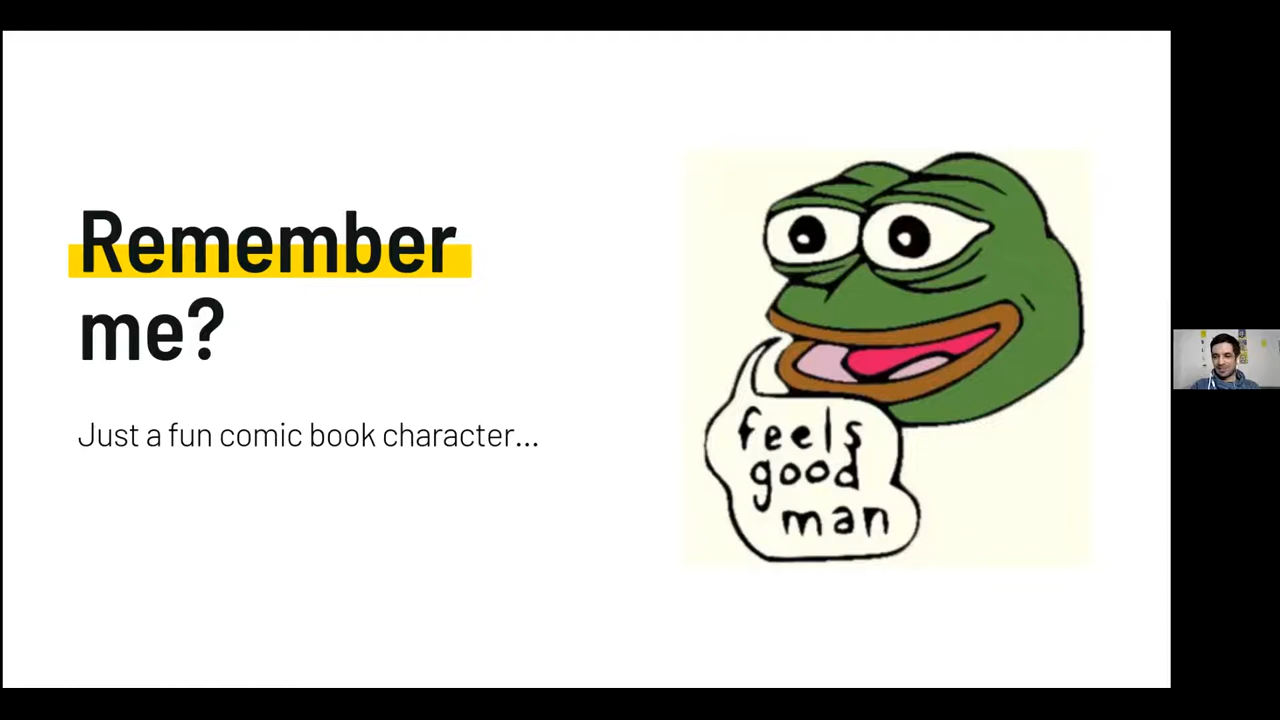 Remember
me?
Just a fun comic book character...
feels
good
man